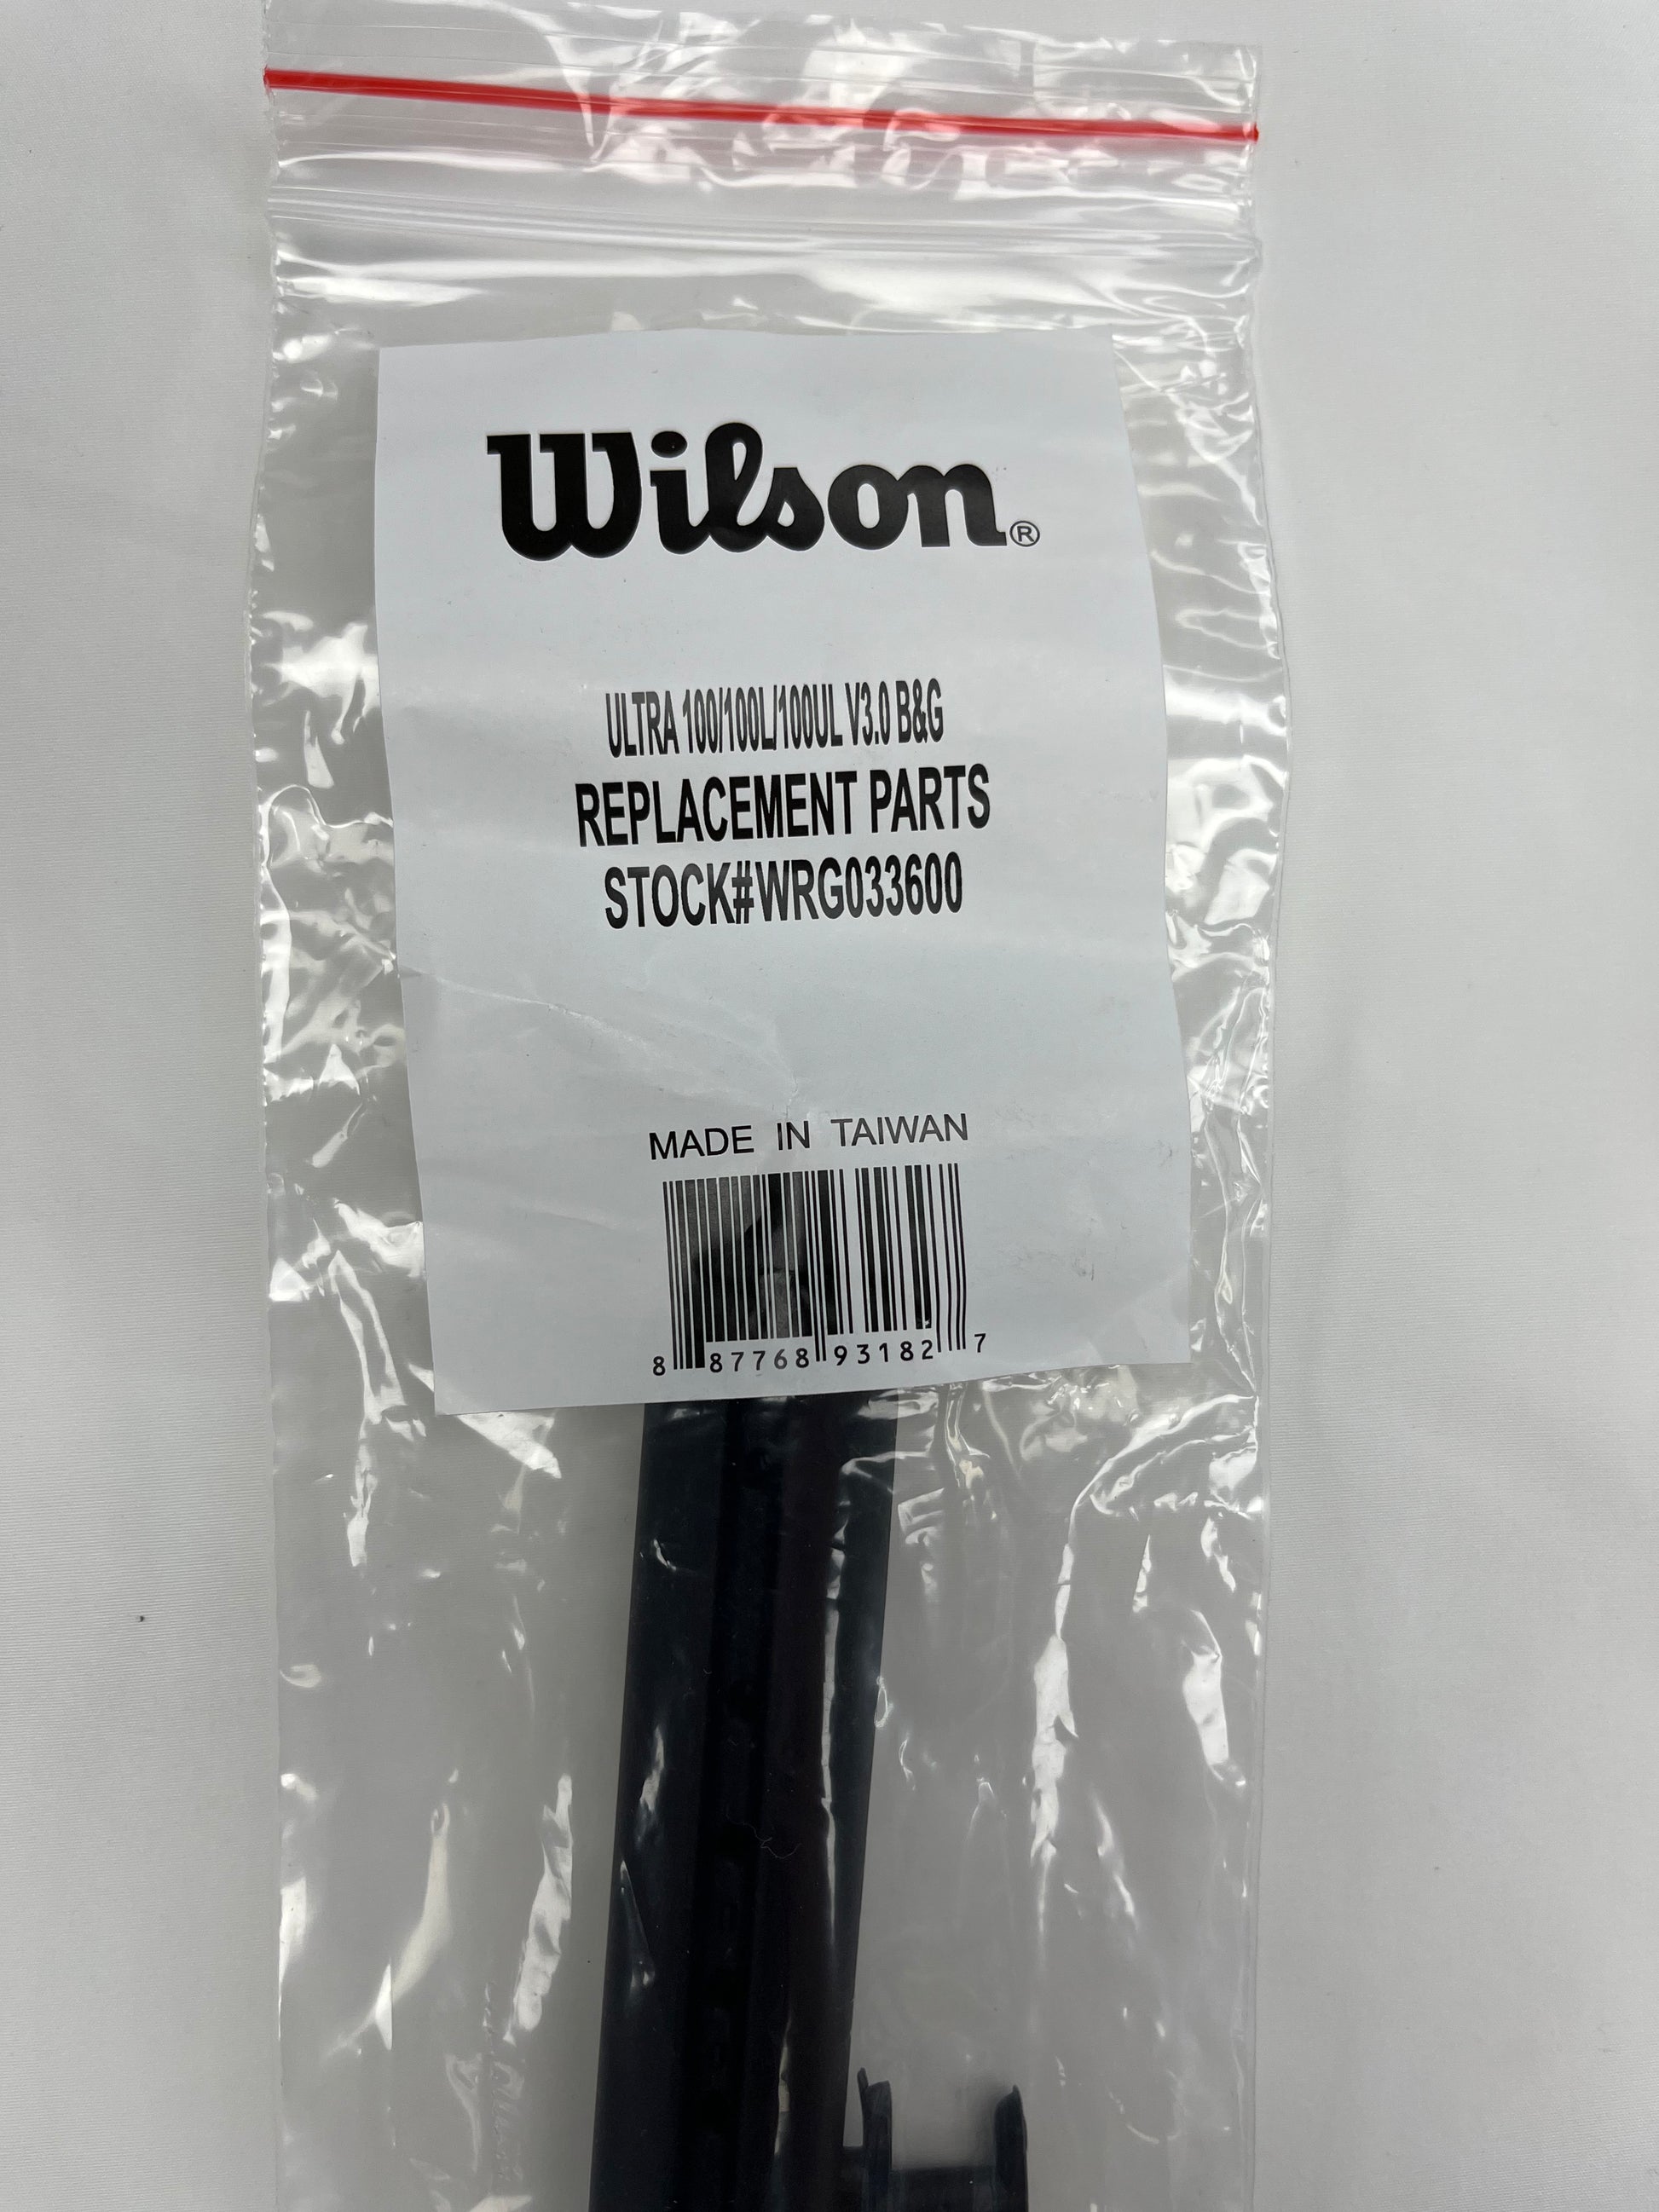 Wilson®
ULTRA 100/100L/100UL V3.0 B&G
REPLACEMENT PARTS
STOCK#WRG033600
MADE IN TAIWAN
8 87768 93182 7